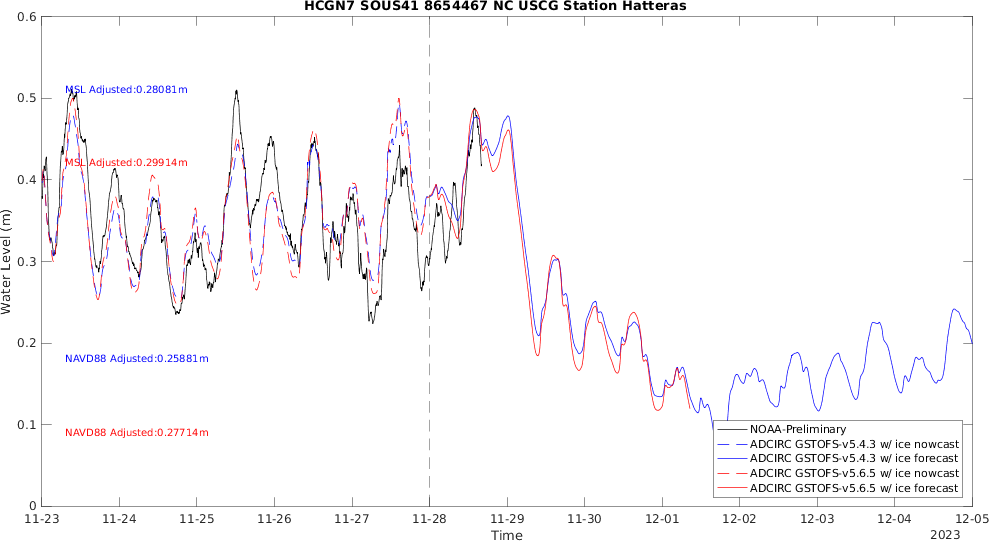 HCGN7 SOUS41 8654467 NC USCG Station Hatteras
Water Level (m)
0.6
0.5
0.4
0.3
0.2
0.1
0
MSL Adjusted:0.28081m
MSL Adjusted:0.29914m
NAVD88 Adjusted:0.25881m
NAVD88 Adjusted:0.27714m
NOAA-Preliminary
ADCIRC GSTOFS-v5.4.3 w/ ice nowcast
ADCIRC GSTOFS-v5.4.3 w/ ice forecast
ADCIRC GSTOFS-v5.6.5 w/ ice nowcast
ADCIRC GSTOFS-v5.6.5 w/ ice forecast
11-23 11-24 11-25 11-26 11-27 11-28 11-29 11-30 12-01 12-02 12-03 12-04 12-05
Time
2023